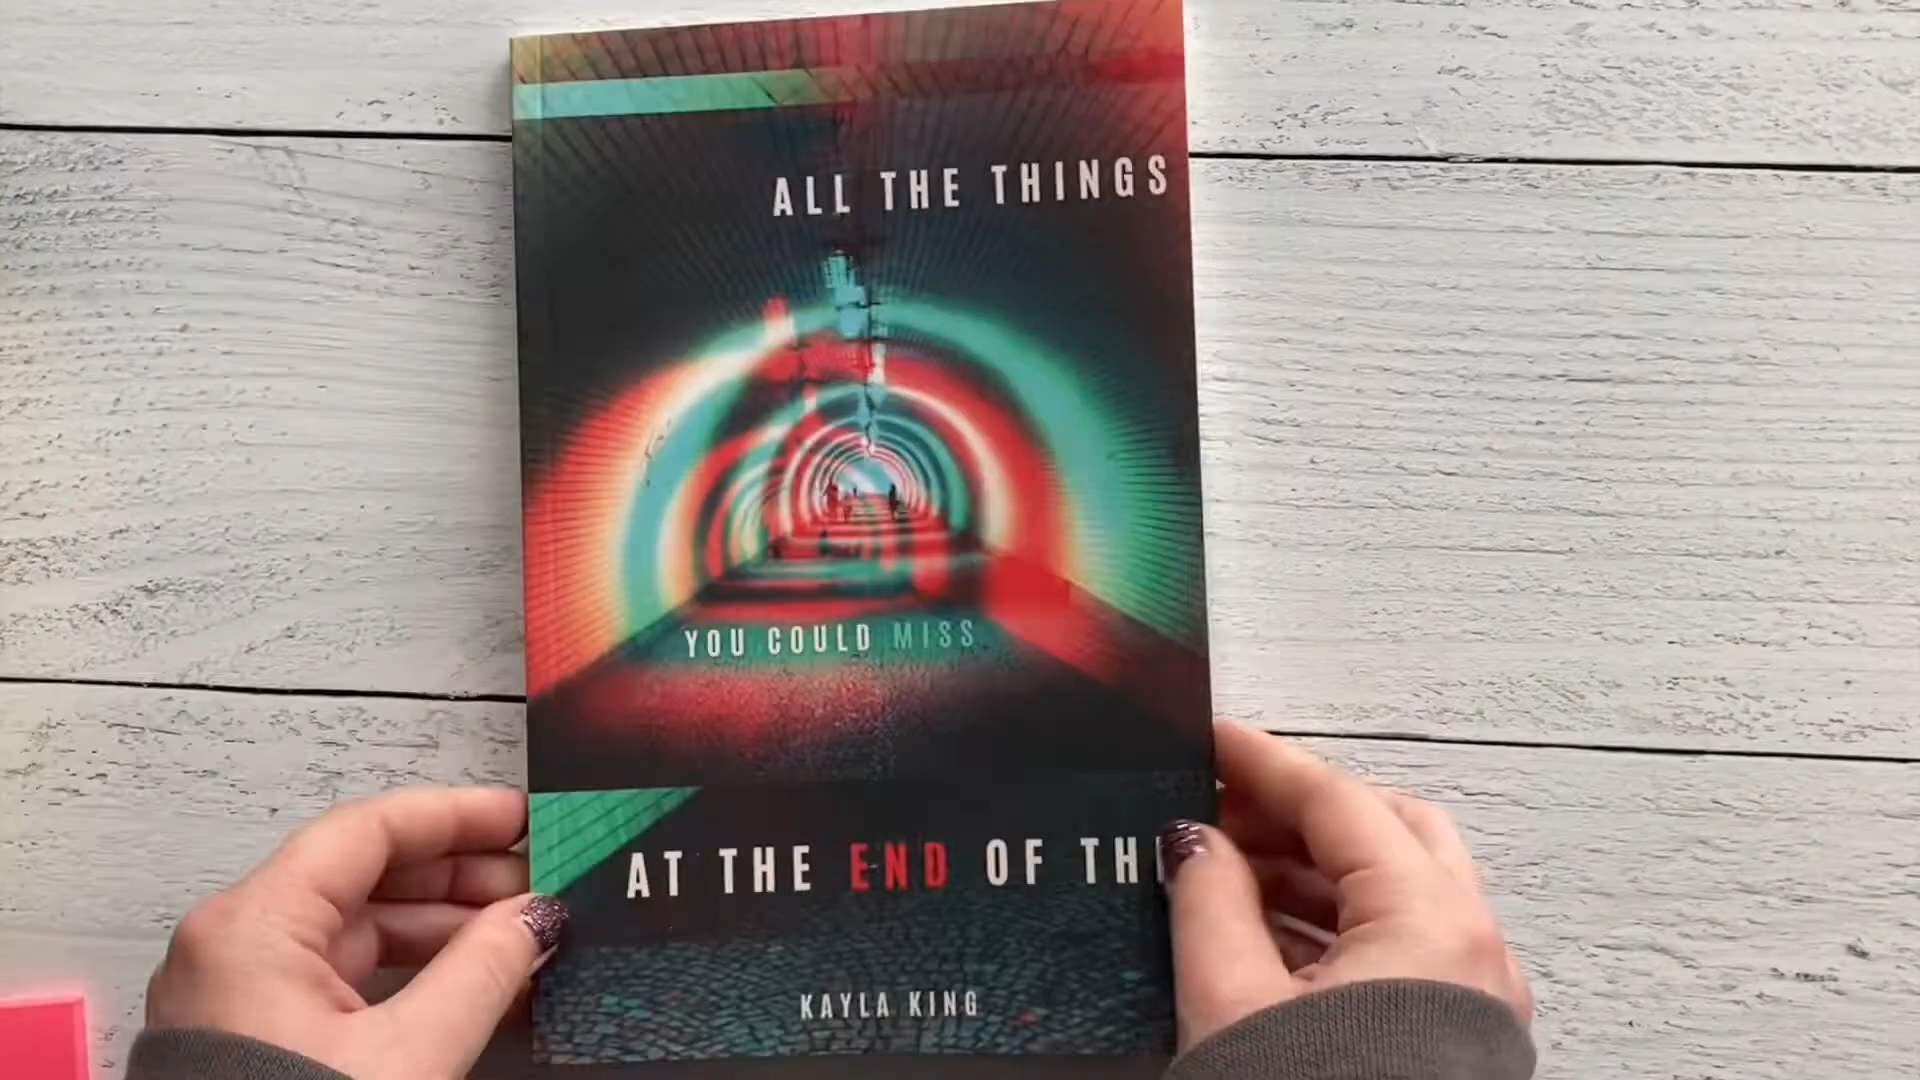 ALL THE THINGS
YOU COULD MISS
AT THE END OF TH
KAYLA KING